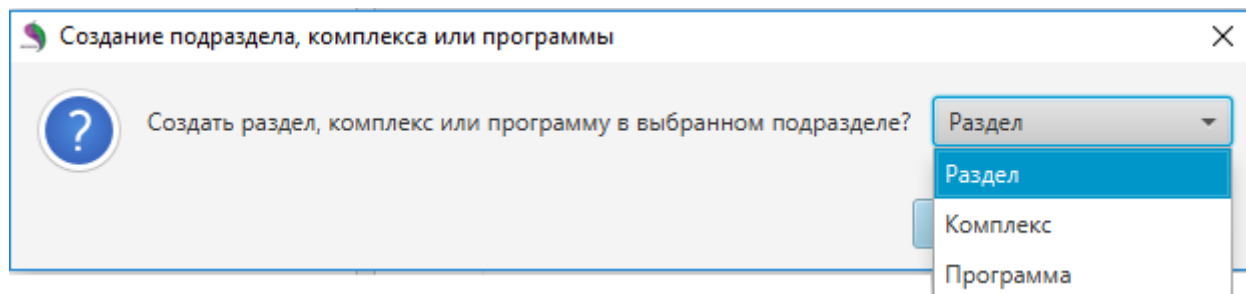 Создание подраздела, комплекса или программы
Создать раздел, комплекс или программу в выбранном подразделе? Раздел
Раздел
Комплекс
Программа